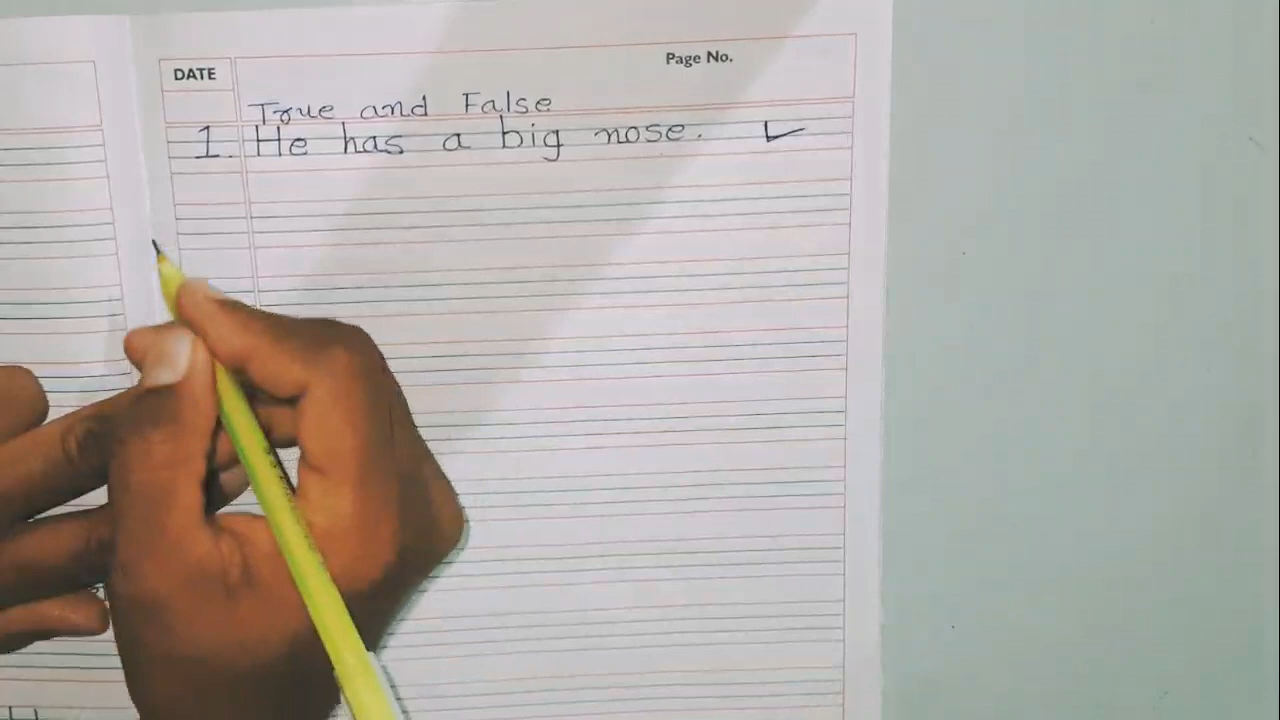 DATE
Page No.
True and False
1. He has a big nose. ✓